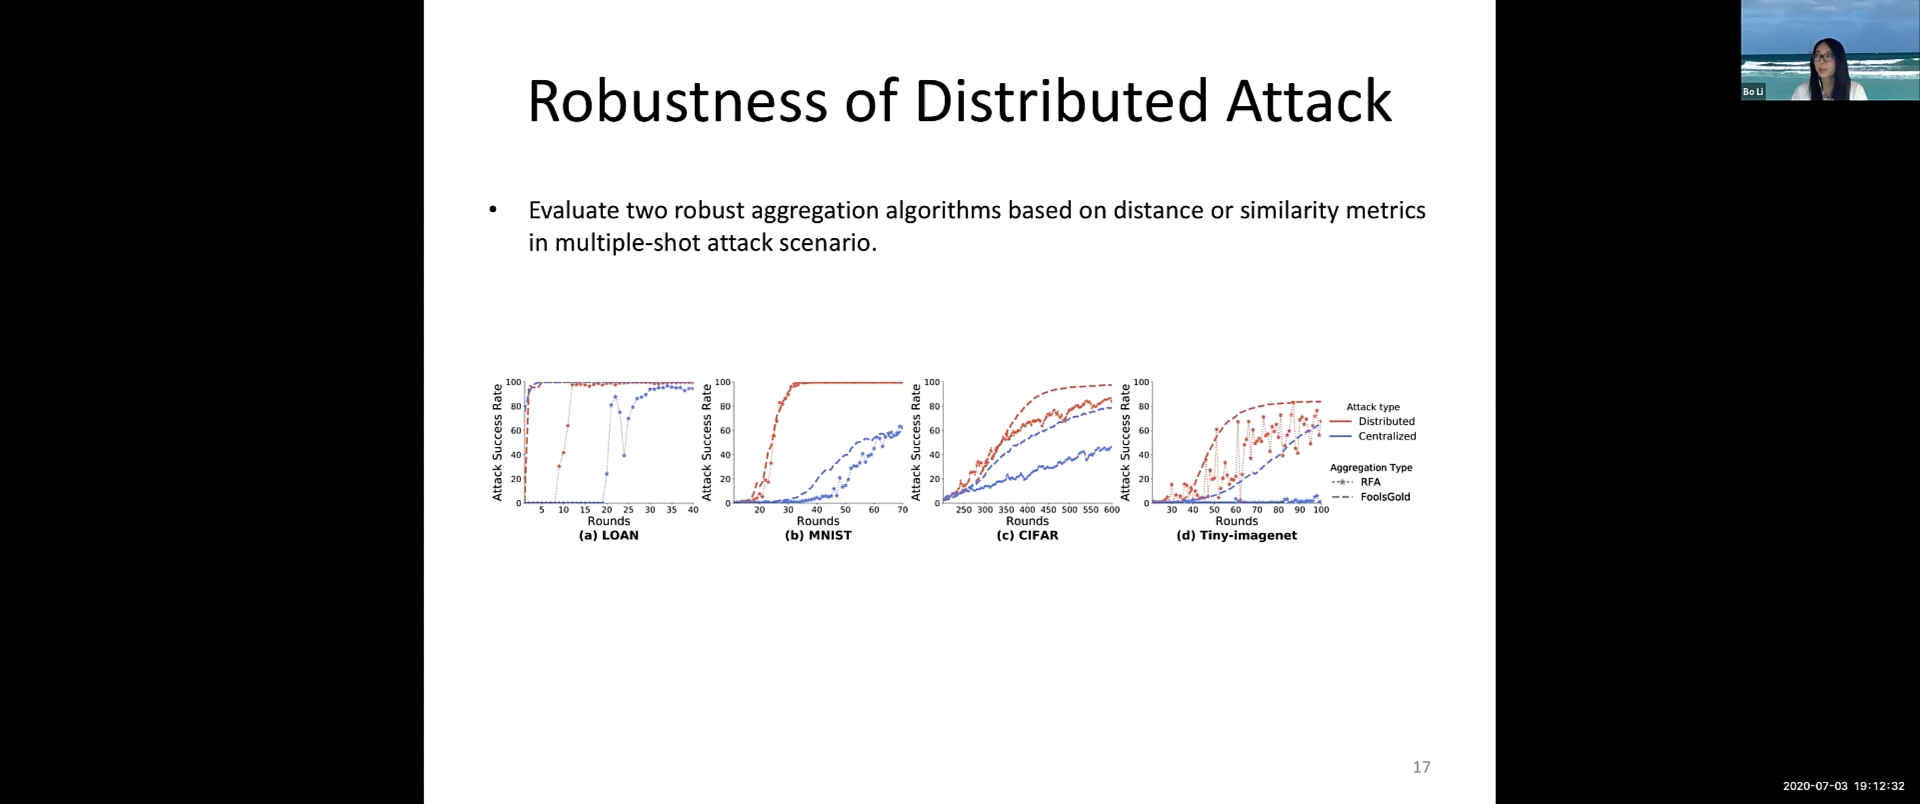 Robustness of Distributed Attack
Bo Li
• Evaluate two robust aggregation algorithms based on distance or similarity metrics
in multiple-shot attack scenario.
Attack Success Rate
100
80
60
40
20
0
5 10 15 20 25 30 35 40
Rounds
(a) LOAN
Attack Success Rate
100
80
60
40
20
0
20 30 40 50 60 70
Rounds
(b) MNIST
Attack Success Rate
100
80
60
40
20
0
250 300 350 400 450 500 550 600
Rounds
(c) CIFAR
Attack Success Rate
100
80
60
40
20
0
30 40 50 60 70 80 90 100
Rounds
(d) Tiny-imagenet
Attack type
Distributed
Centralized
Aggregation Type
RFA
FoolsGold
17
2020-07-03 19:12:32